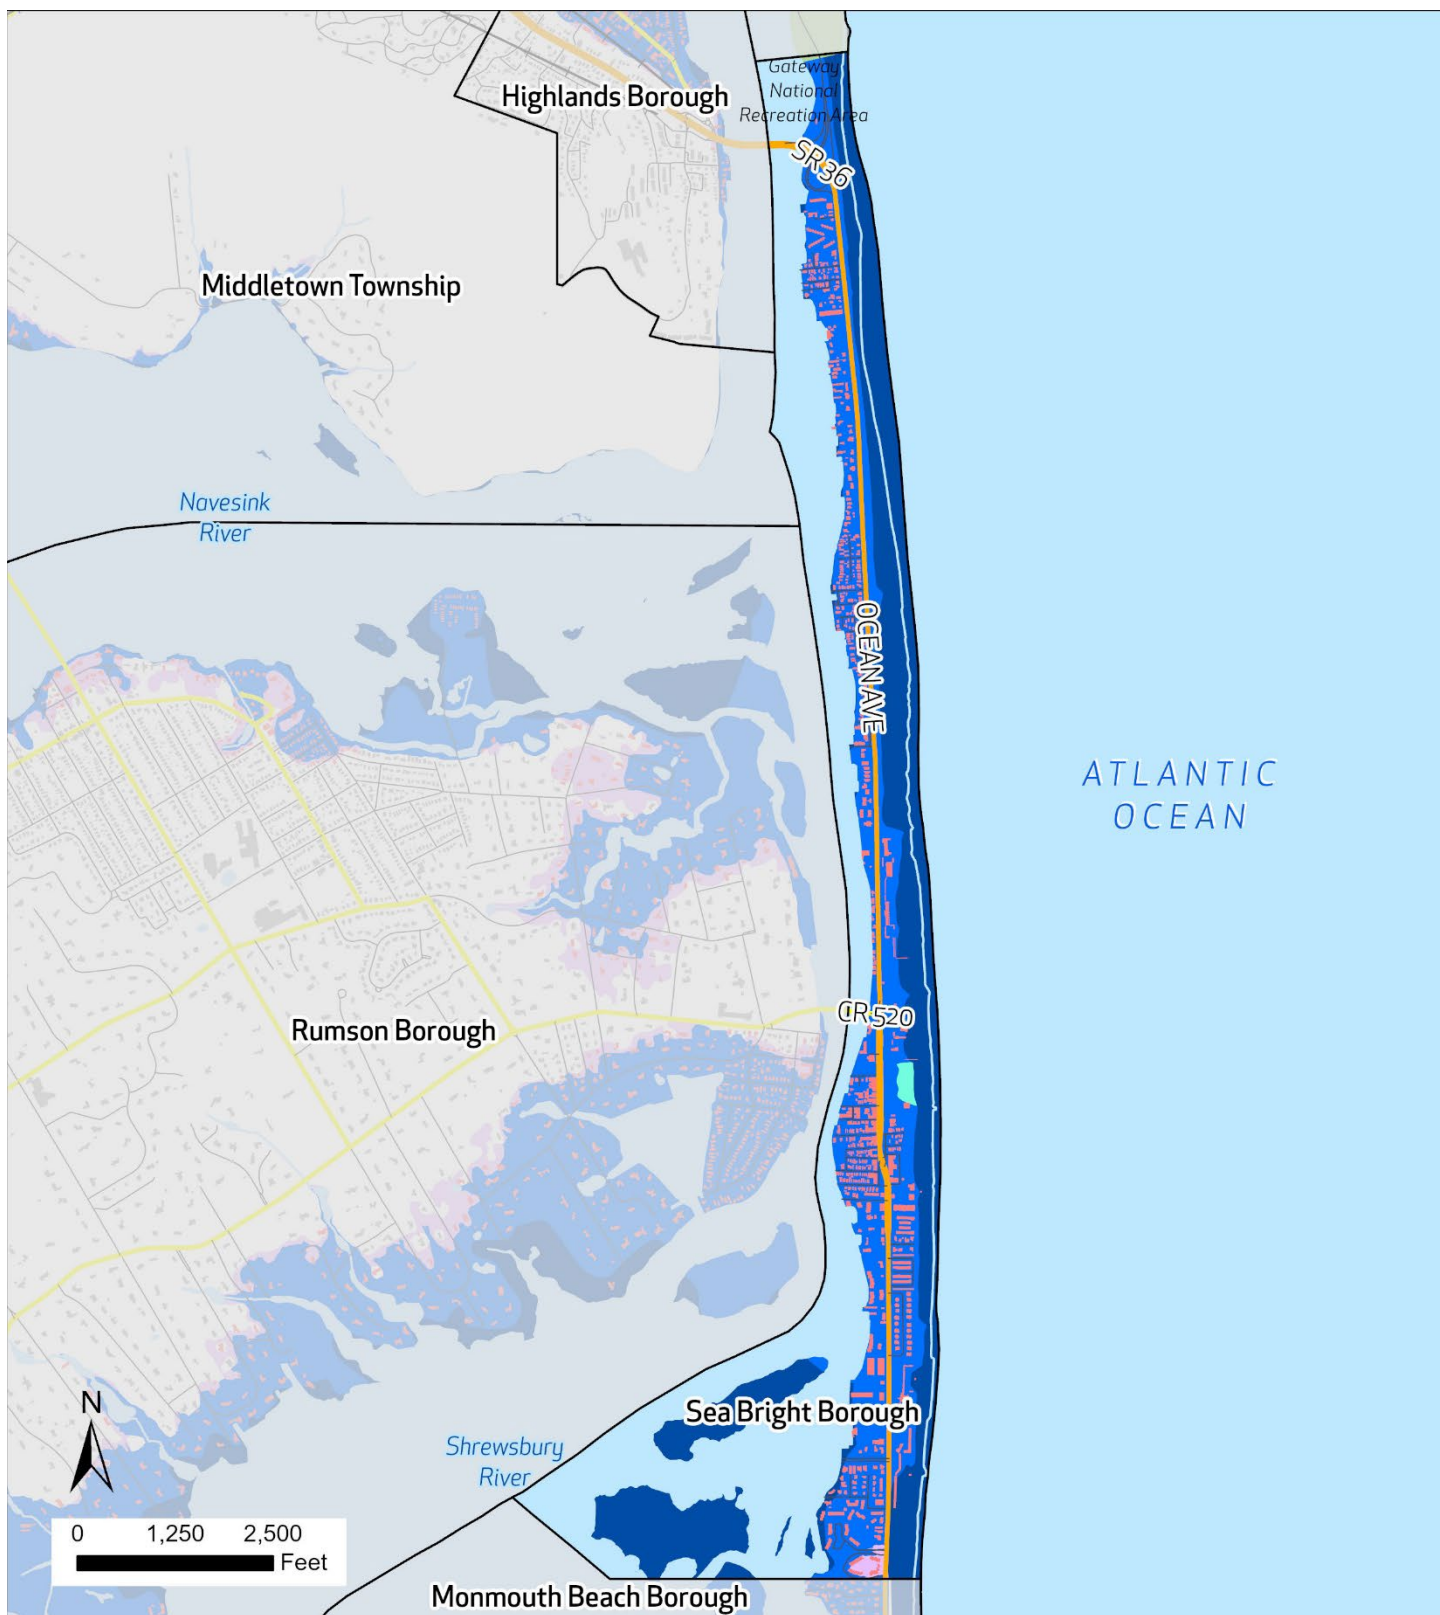 Gateway
National
Recreation Area
Highlands Borough
SR 36
Middletown Township
Navesink
River
OCEAN AVE
ATLANTIC
OCEAN
CR 520
Rumson Borough
Sea Bright Borough
N
Shrewsbury
River
0 1,250 2,500
Feet
Monmouth Beach Borough